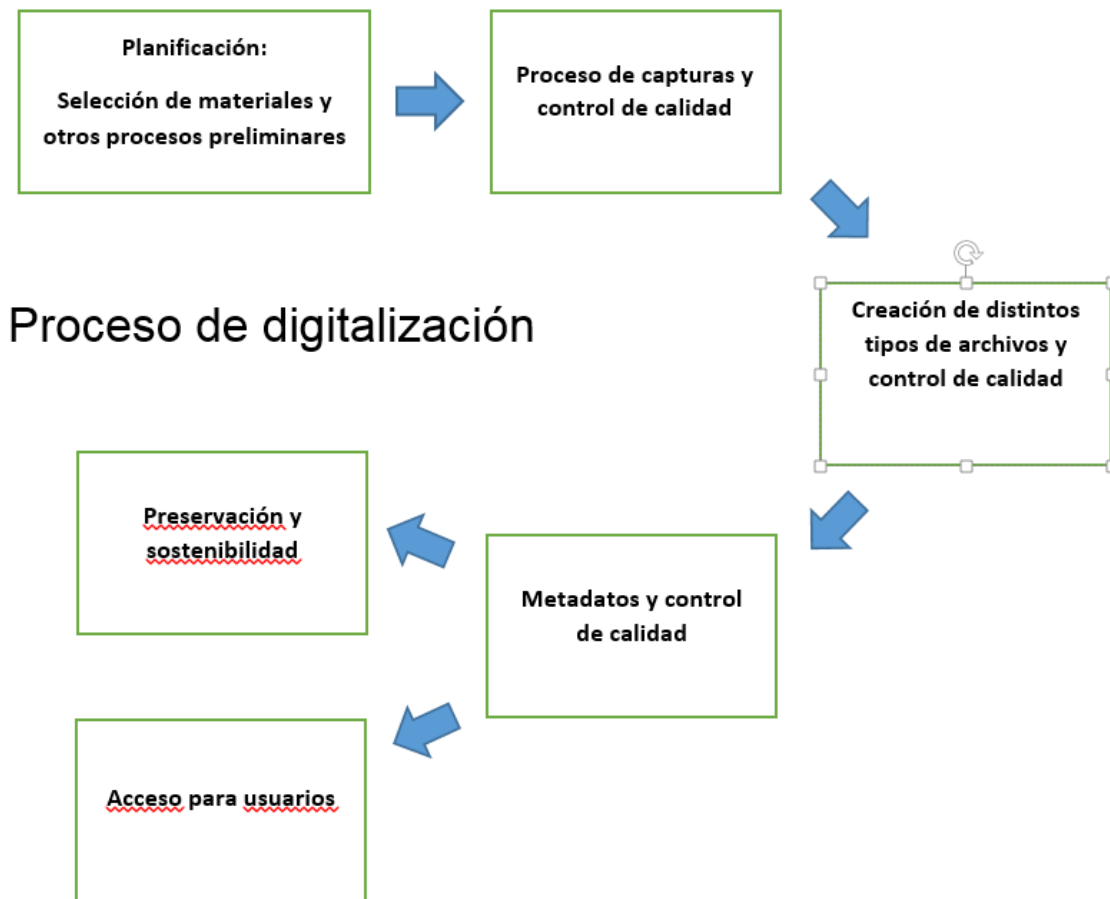 Planificación:
Selección de materiales y
otros procesos preliminares
Proceso de capturas y
control de calidad
Creación de distintos
tipos de archivos y
control de calidad
Proceso de digitalización
Metadatos y control
de calidad
Preservación y
sostenibilidad
Acceso para usuarios